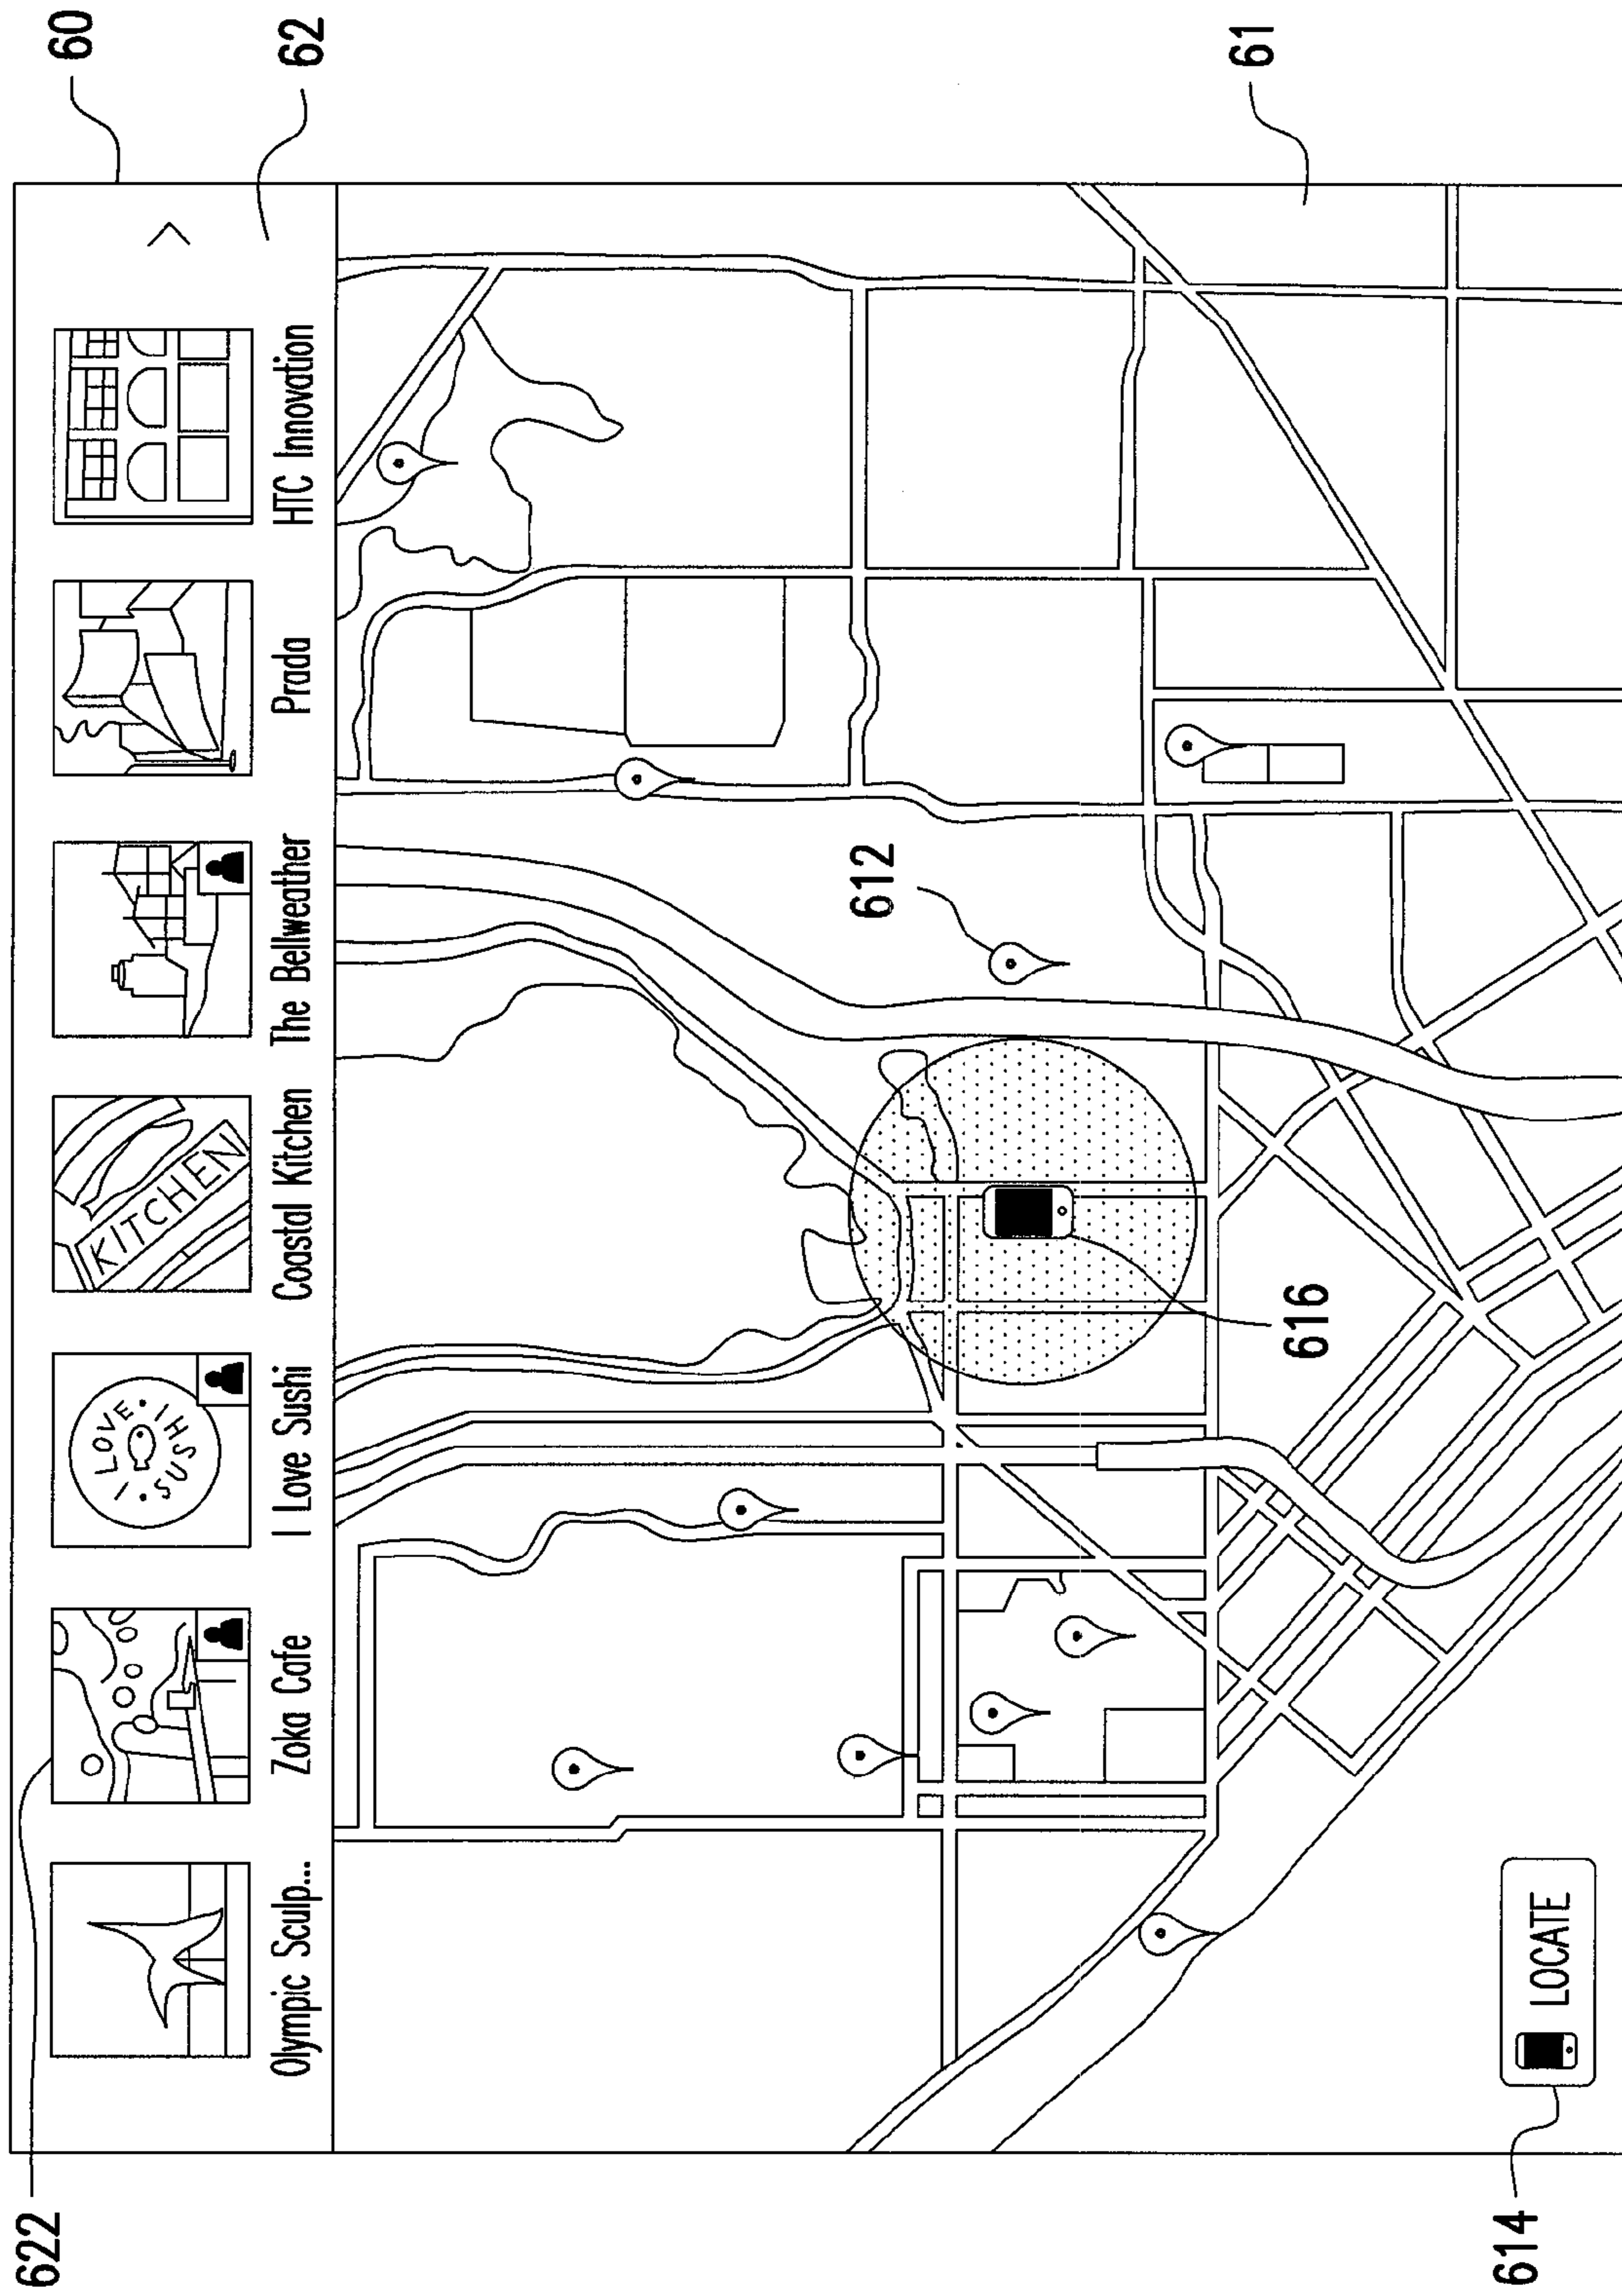 60
62
I LOVE • SUSHI •
KITCHEN
Olympic Sculp...
Zoka Cafe
I Love Sushi
Coastal Kitchen
The Bellweather
Prada
HTC Innovation
622
612
616
61
LOCATE
614